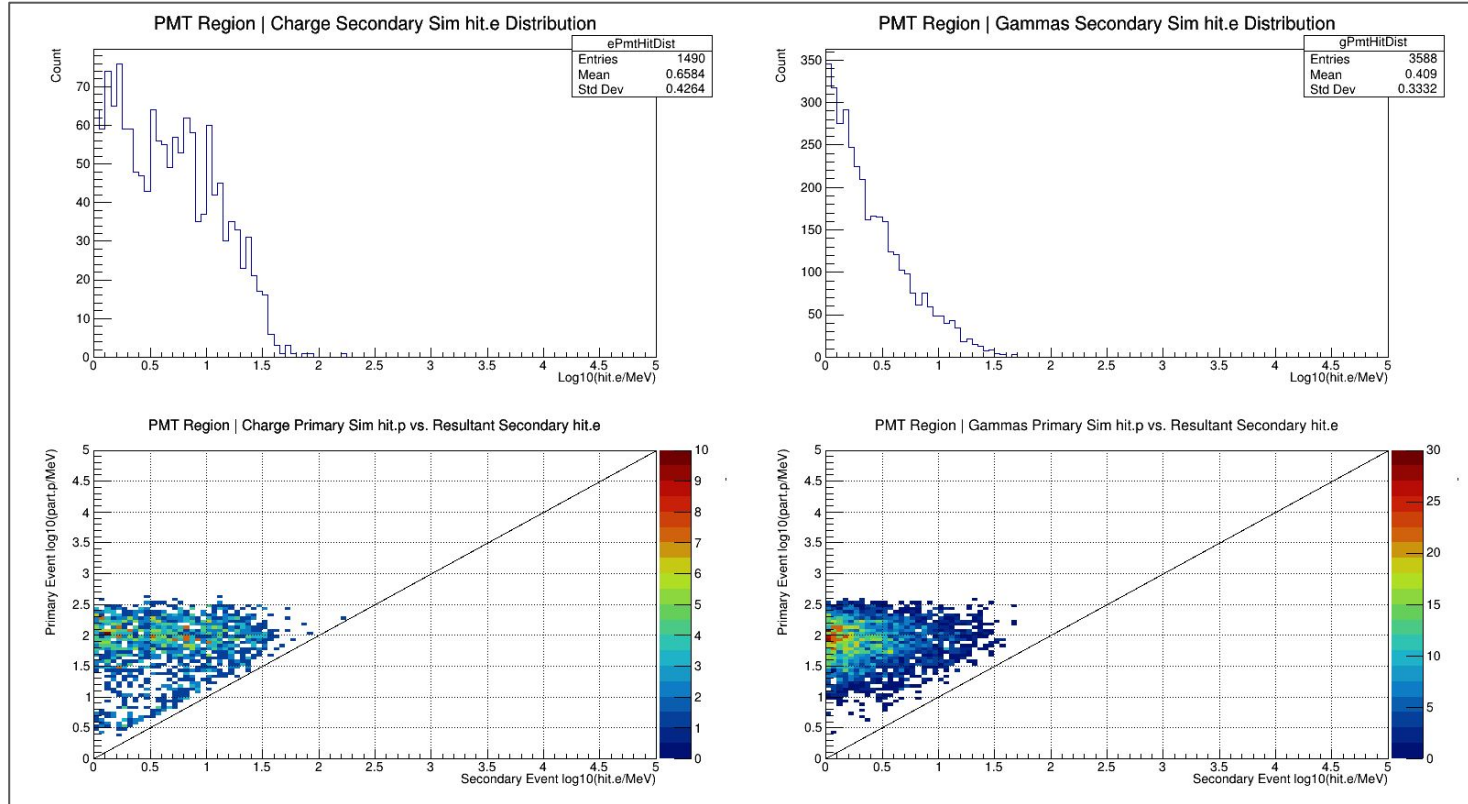 PMT Region | Charge Secondary Sim hit.e Distribution
ePmtHitDist
Entries 1490
Mean 0.6584
Std Dev 0.4264
Count
70
60
50
40
30
20
10
0
0 0.5 1 1.5 2 2.5 3 3.5 4 4.5 5
Log10(hit.e/MeV)
PMT Region | Gammas Secondary Sim hit.e Distribution
gPmtHitDist
Entries 3588
Mean 0.409
Std Dev 0.3332
Count
350
300
250
200
150
100
50
0
0 0.5 1 1.5 2 2.5 3 3.5 4 4.5 5
Log10(hit.e/MeV)
PMT Region | Charge Primary Sim hit.p vs. Resultant Secondary hit.e
Primary Event log10(part.p/MeV)
5
4.5
4
3.5
3
2.5
2
1.5
1
0.5
0
0 0.5 1 1.5 2 2.5 3 3.5 4 4.5 5
Secondary Event log10(hit.e/MeV)
10
9
8
7
6
5
4
3
2
1
0
PMT Region | Gammas Primary Sim hit.p vs. Resultant Secondary hit.e
Primary Event log10(part.p/MeV)
5
4.5
4
3.5
3
2.5
2
1.5
1
0.5
0
0 0.5 1 1.5 2 2.5 3 3.5 4 4.5 5
Secondary Event log10(hit.e/MeV)
30
25
20
15
10
5
0